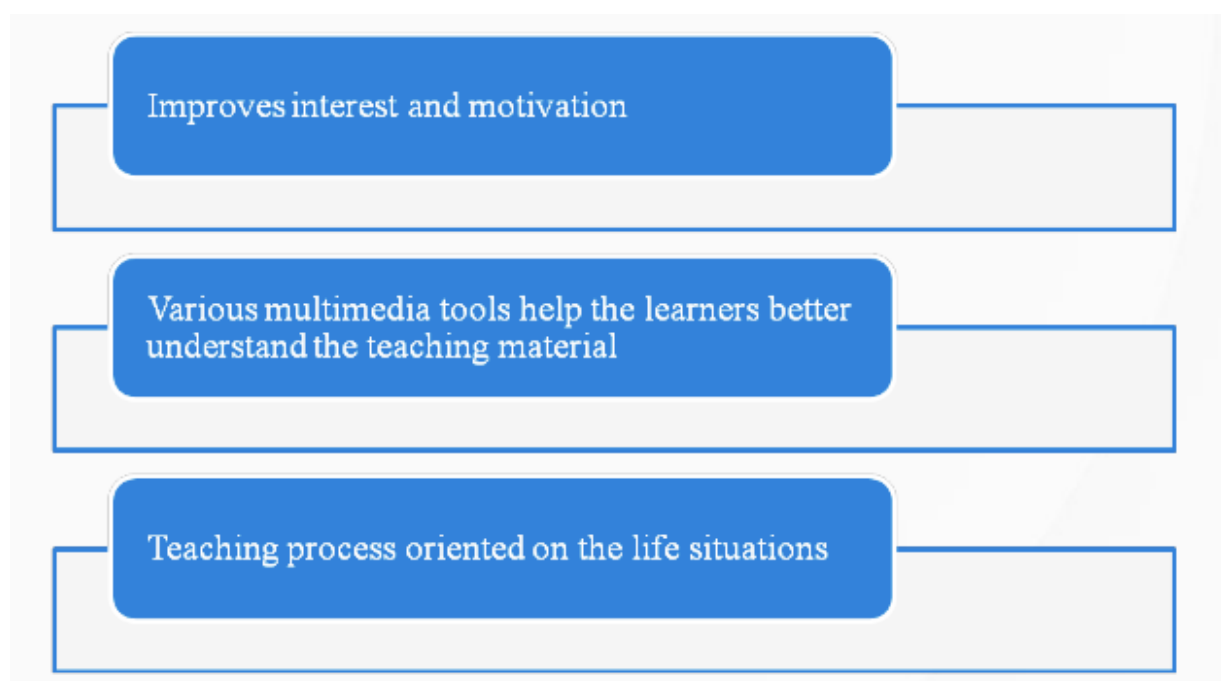 Improves interest and motivation
Various multimedia tools help the learners better
understand the teaching material
Teaching process oriented on the life situations